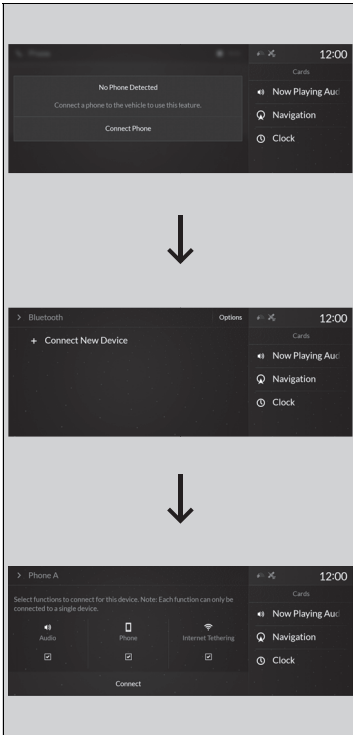 Phone
12:00
Cards
No Phone Detected
Connect a phone to the vehicle to use this feature.
Connect Phone
Now Playing Aud
Navigation
Clock
Bluetooth
Options
12:00
+ Connect New Device
Cards
Now Playing Aud
Navigation
Clock
Phone A
12:00
Select functions to connect for this device. Note: Each function can only be
connected to a single device.
Audio
Phone
Internet Tethering
Connect
Cards
Now Playing Aud
Navigation
Clock